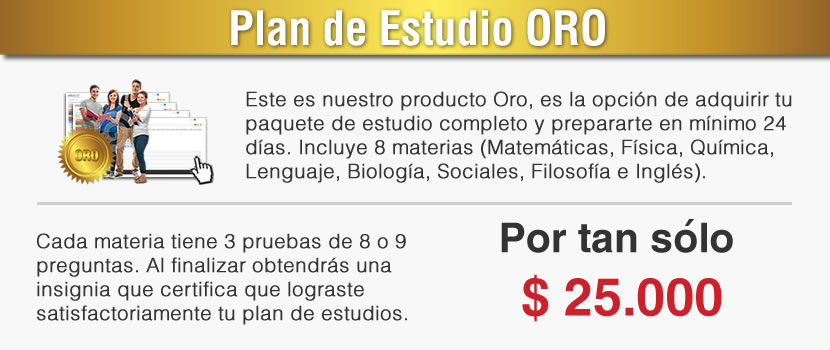 Plan de Estudio ORO
Este es nuestro producto Oro, es la opción de adquirir tu
paquete de estudio completo y prepararte en mínimo 24
días. Incluye 8 materias (Matemáticas, Física, Química,
Lenguaje, Biología, Sociales, Filosofía e Inglés).
ORO
Cada materia tiene 3 pruebas de 8 o 9
preguntas. Al finalizar obtendrás una
insignia que certifica que lograste
satisfactoriamente tu plan de estudios.
Por tan sólo
$ 25.000